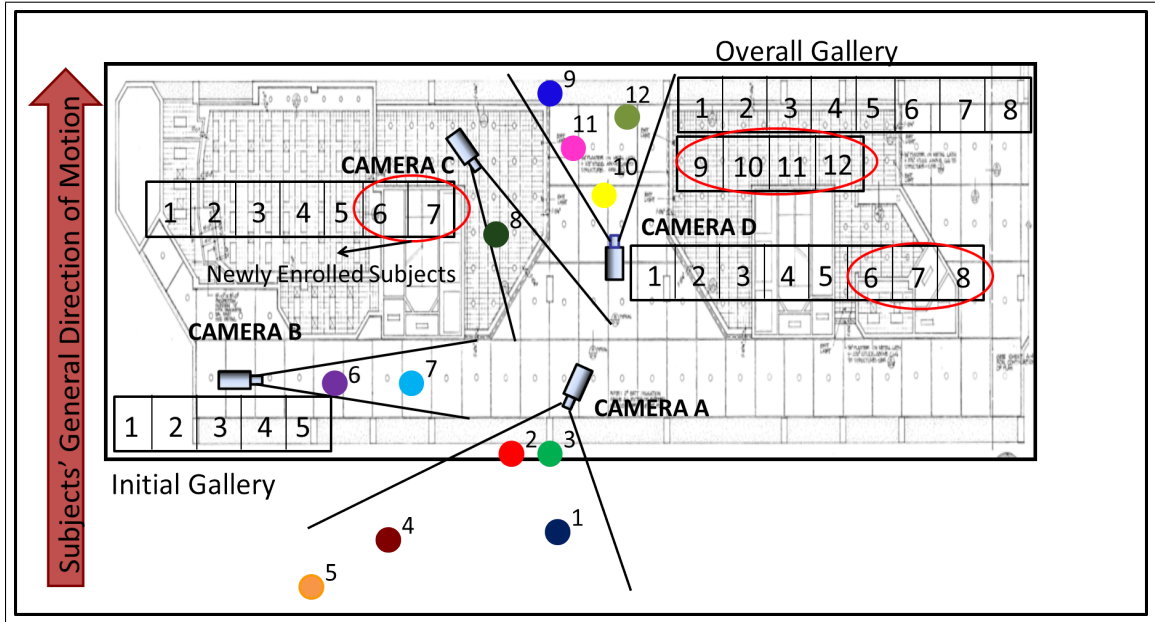 Overall Gallery
Subjects' General Direction of Motion
9
12
1 2 3 4 5 6 7 8
11
CAMERA C
10
9 10 11 12
1 2 3 4 5 6 7
8
CAMERA D
Newly Enrolled Subjects
1 2 3 4 5 6 7 8
CAMERA B
6
7
CAMERA A
1 2 3 4 5
2
3
Initial Gallery
4
1
5